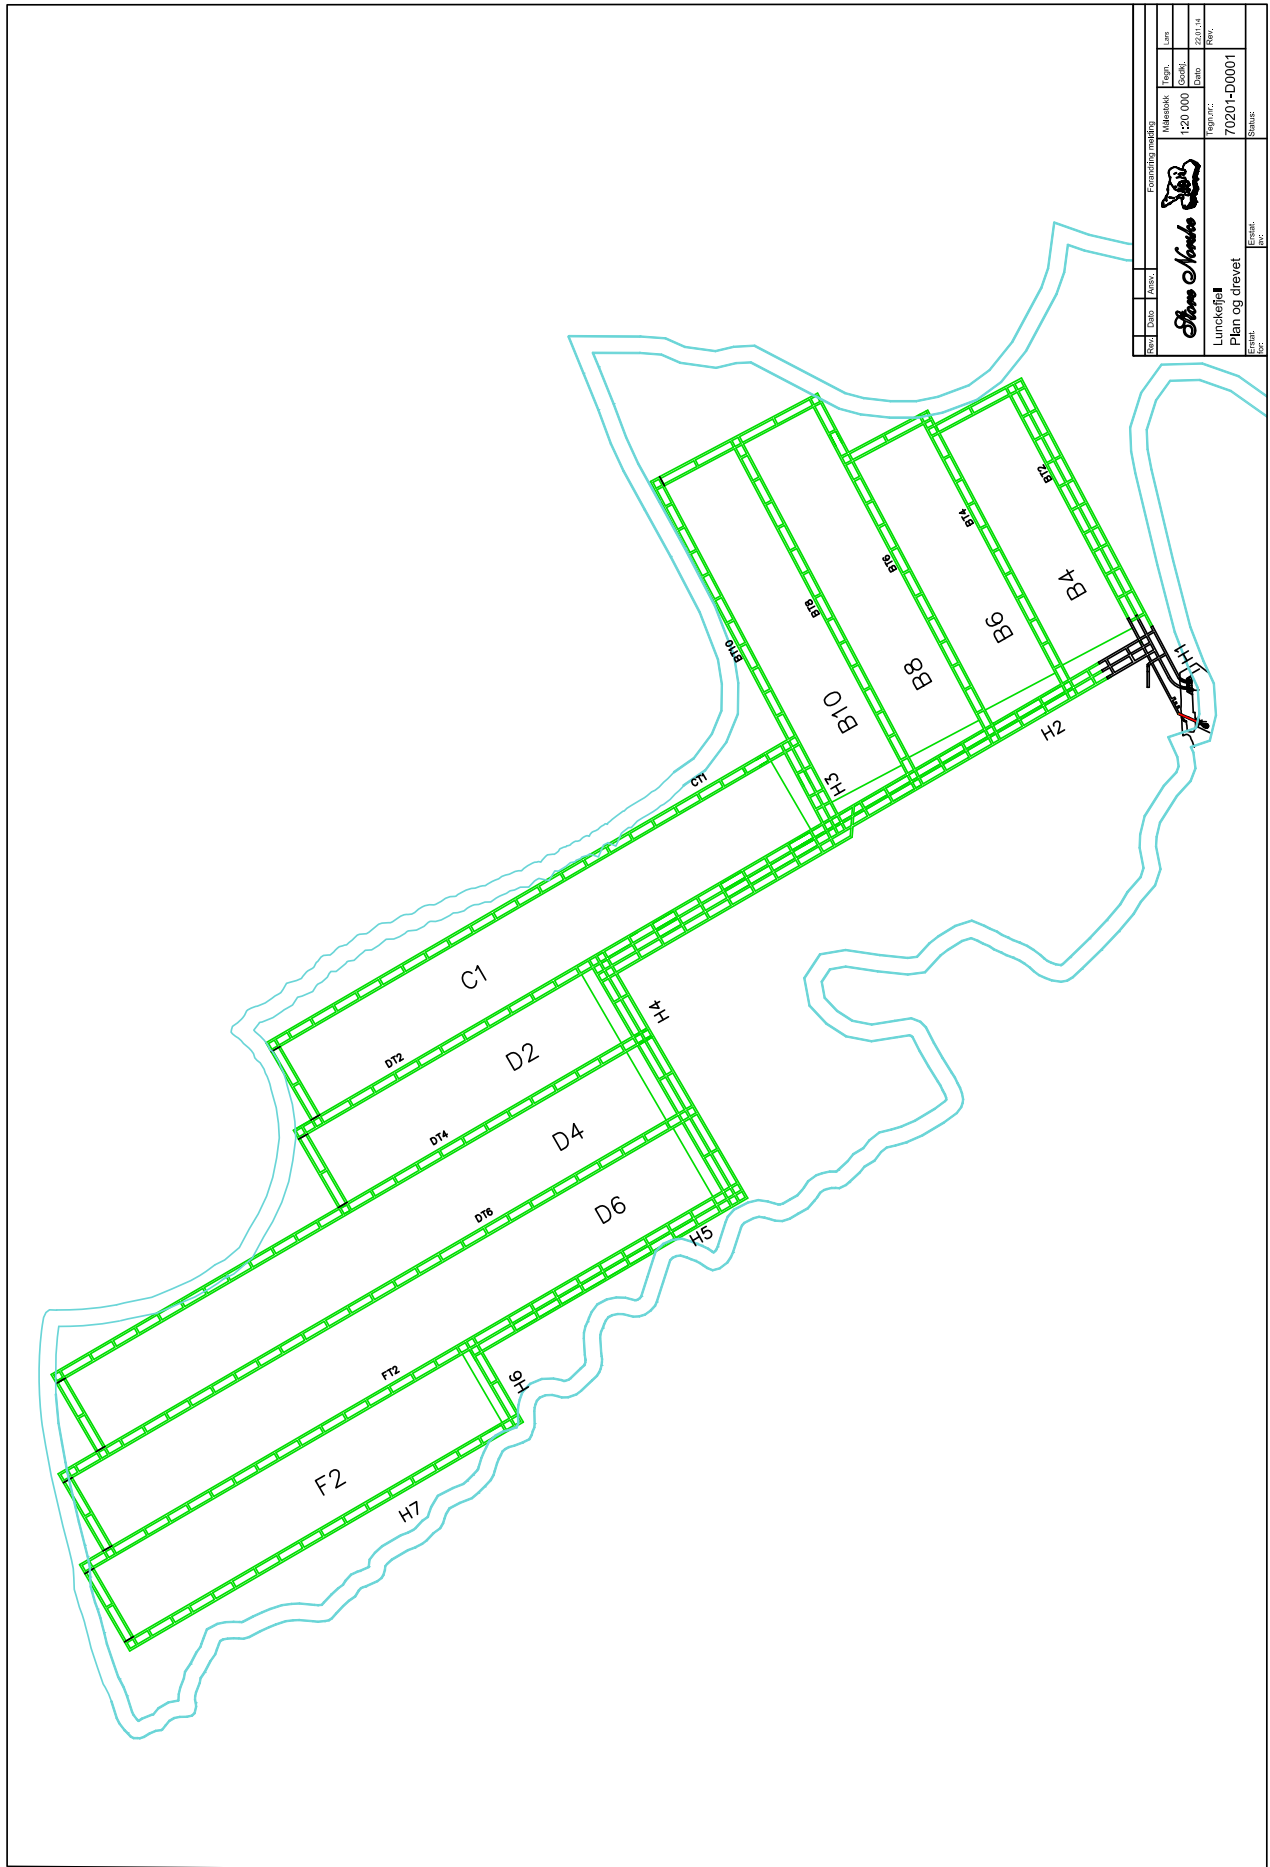 Rev.
Dato
Ansv.
Forandring melding
Store Norske
Målestokk
1:20 000
Tegn.
Lars
Godkj.
Dato
22.01.14
Lunckefjell
Plan og drevet
Tegn.nr.:
70201-D0001
Rev.
Erstat.
for:
Erstat.
av:
Status:
BT2
BT4
BT6
BT8
BT10
B4
B6
B8
B10
H1
H2
H3
CT1
C1
DT2
D2
H4
DT4
D4
DT6
D6
H5
FT2
H6
F2
H7